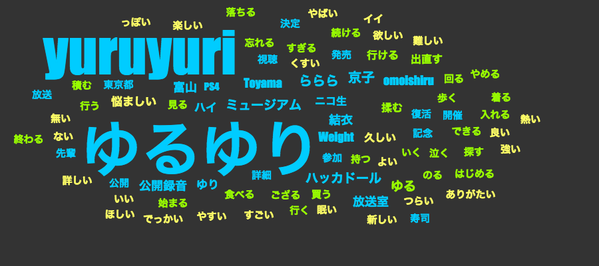 落ちる
っぽい 楽しい 決定 やばい イイ
yuruyuri 忘れる すぎる 続ける 欲しい 難しい
視聴 くすい 発売 行ける 出直す
積む 東京都 富山 PS4 Toyama ららら 京子 omoishiru 回る やめる
放送 行う 悩ましい 見る ハイ ミュージアム ニコ生 揉む 歩く 着る
無い 結衣 復活 開催 入れる 熱い
終わる ない ゆるゆり Weight 久しい 記念 できる 良い
先輩 参加 持つ よい いく 泣く 探す 強い
詳しい 公開 公開録音 ゆり 詳細 ハッカドール ゆる のる はじめる
いい 始まる 食べる ござる 買う 放送室 つらい ありがたい
ほしい でっかい やすい すごい 行く 眠い 新しい 寿司